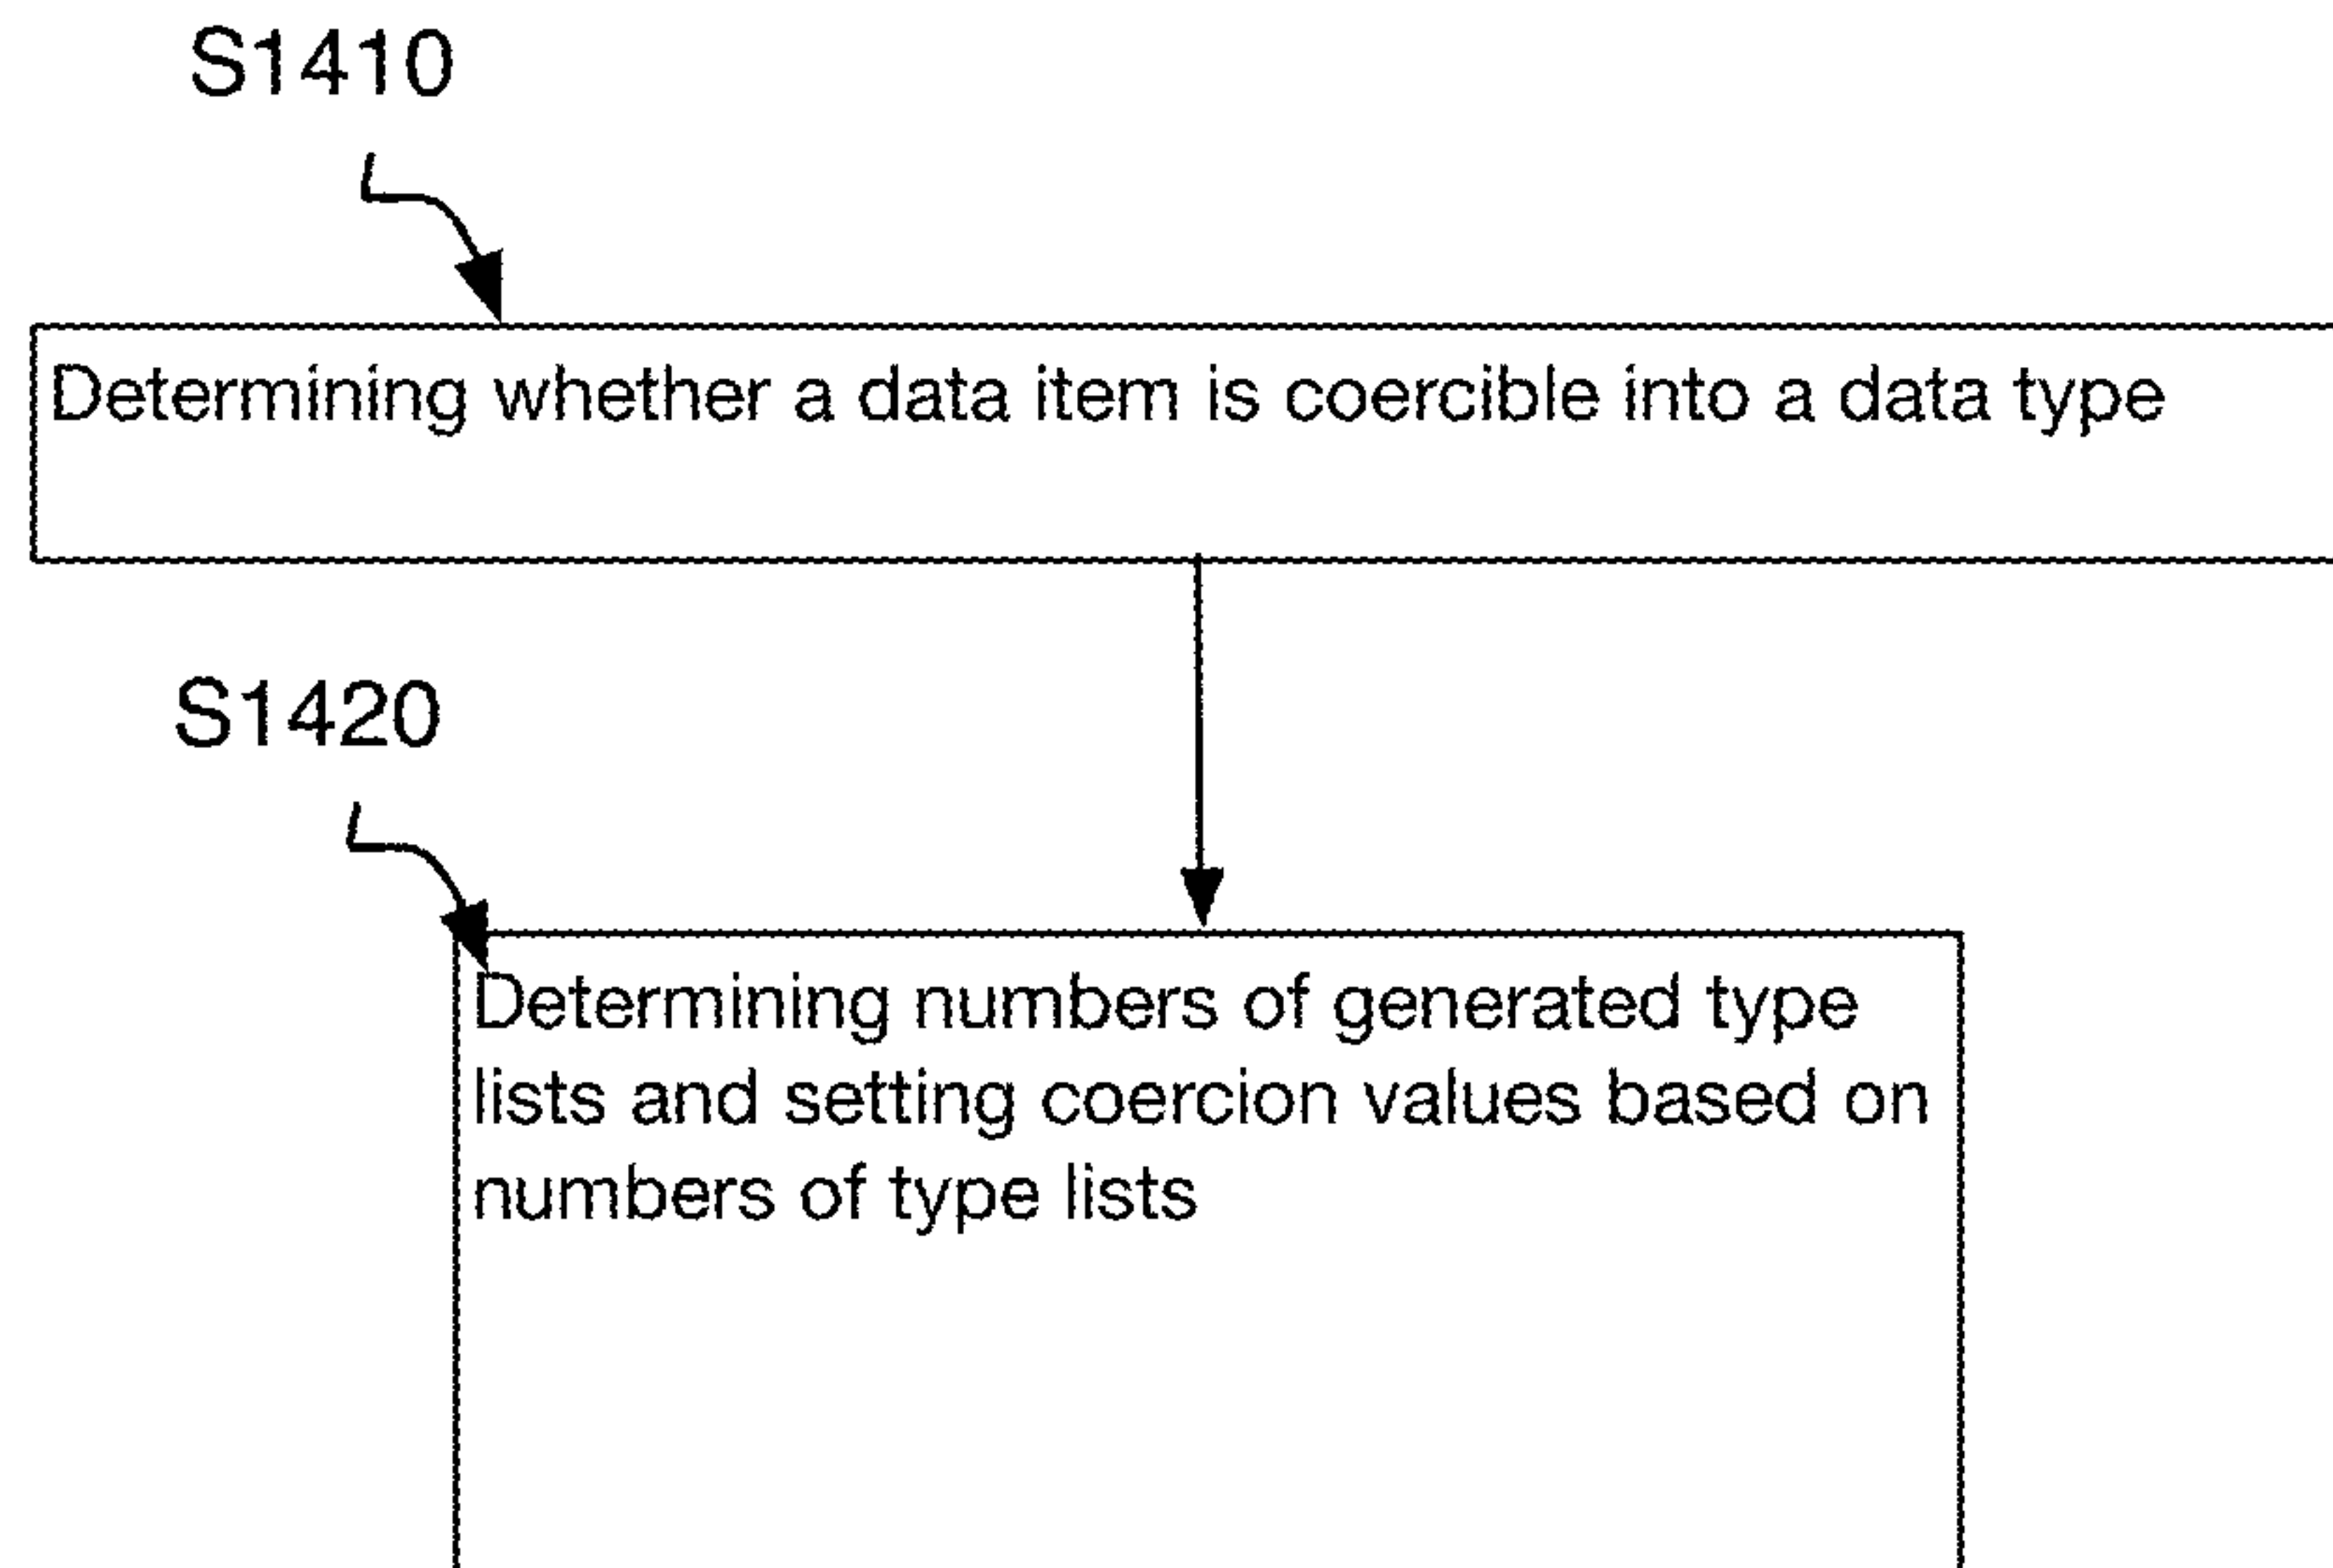 S1410
Determining whether a data item is coercible into a data type
S1420
Determining numbers of generated type
lists and setting coercion values based on
numbers of type lists